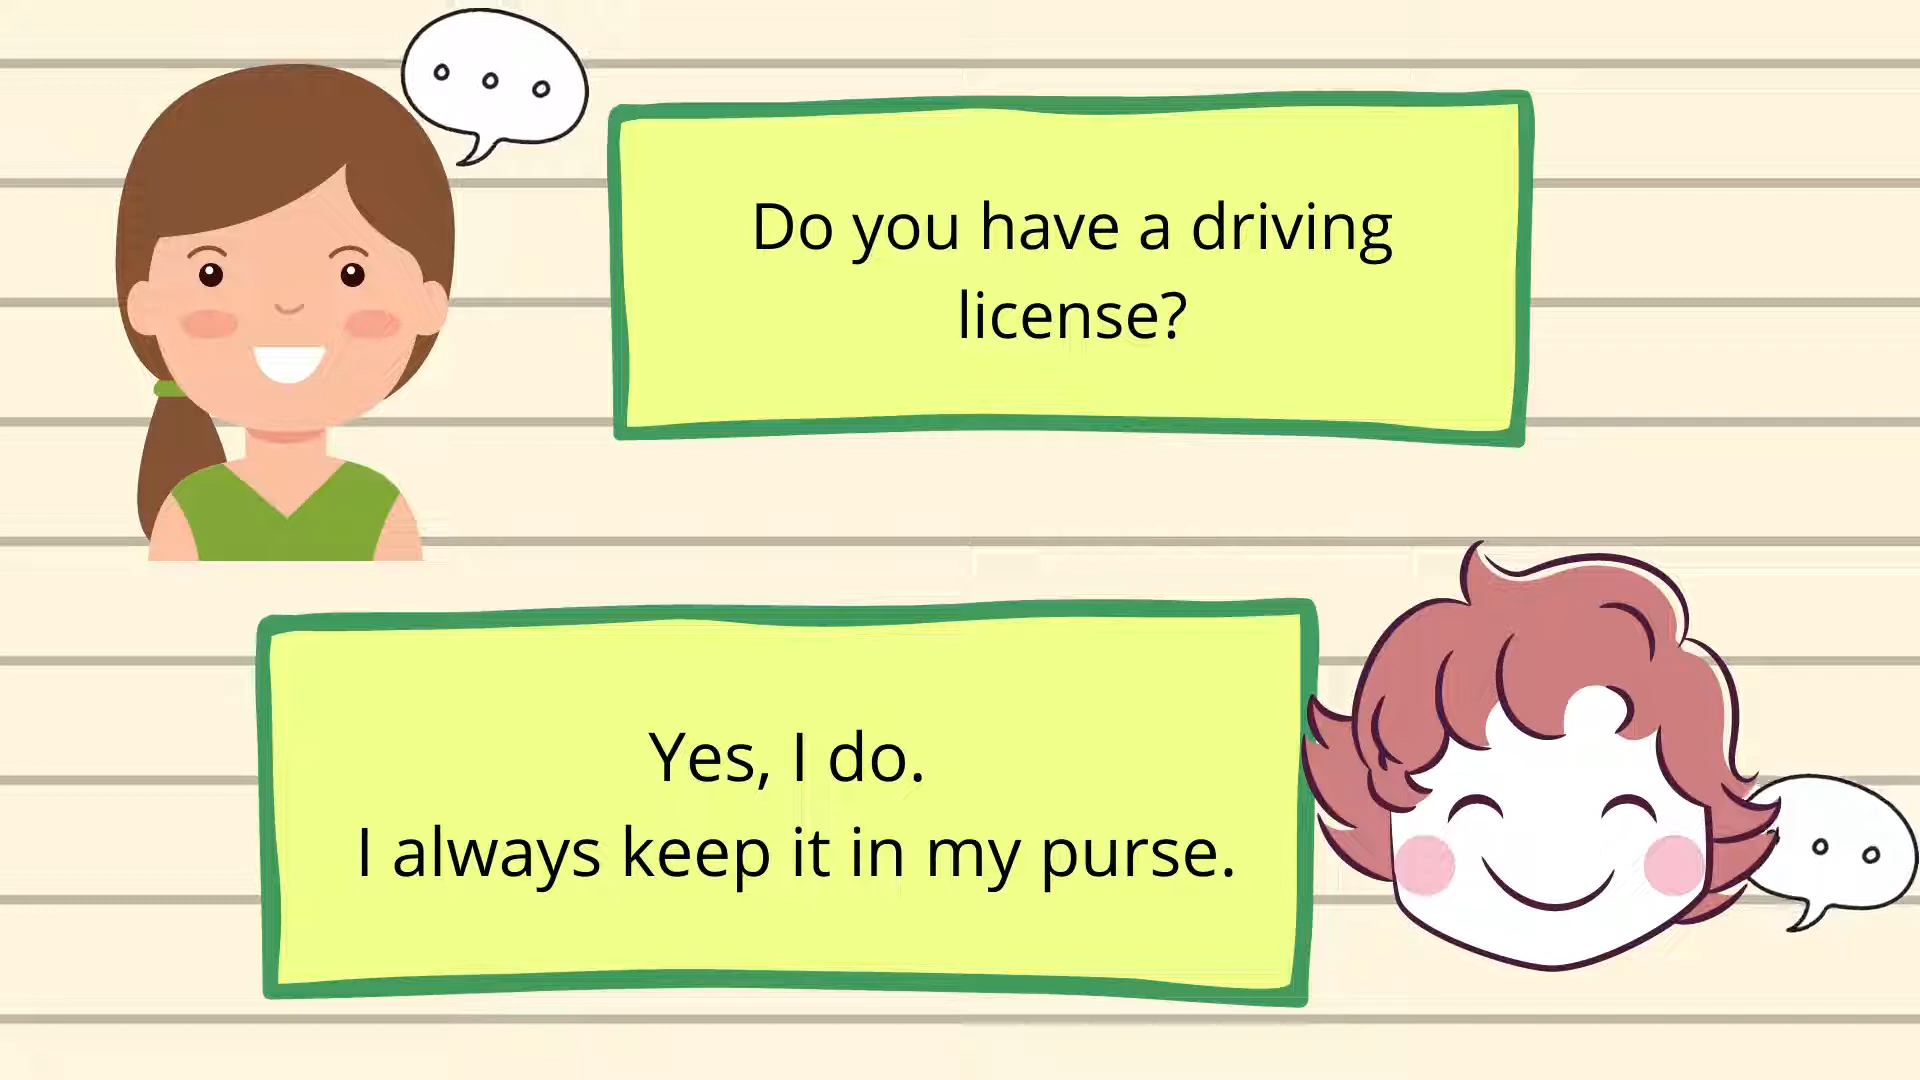 Do you have a driving
license?
Yes, I do.
I always keep it in my purse.